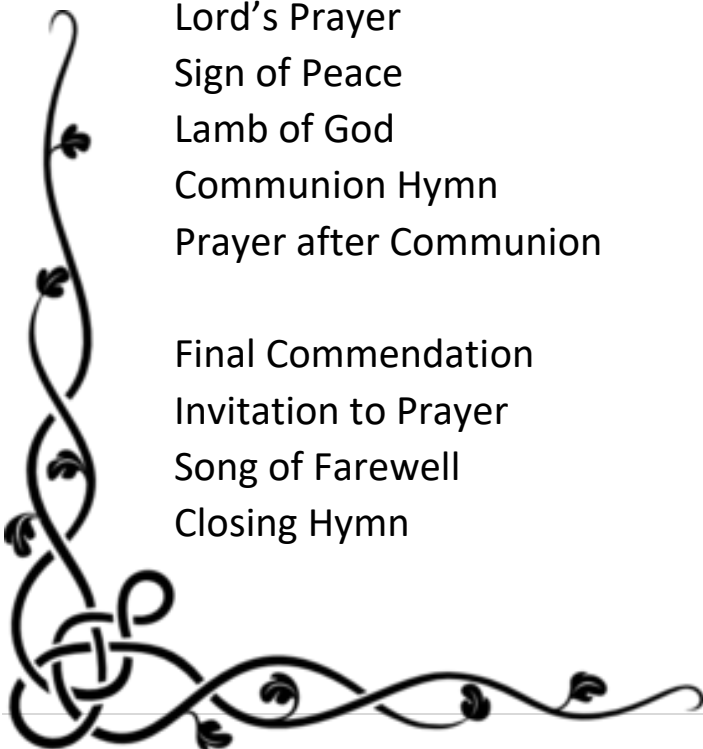 Lord’s Prayer
Sign of Peace
Lamb of God
Communion Hymn
Prayer after Communion
Final Commendation
Invitation to Prayer
Song of Farewell
Closing Hymn